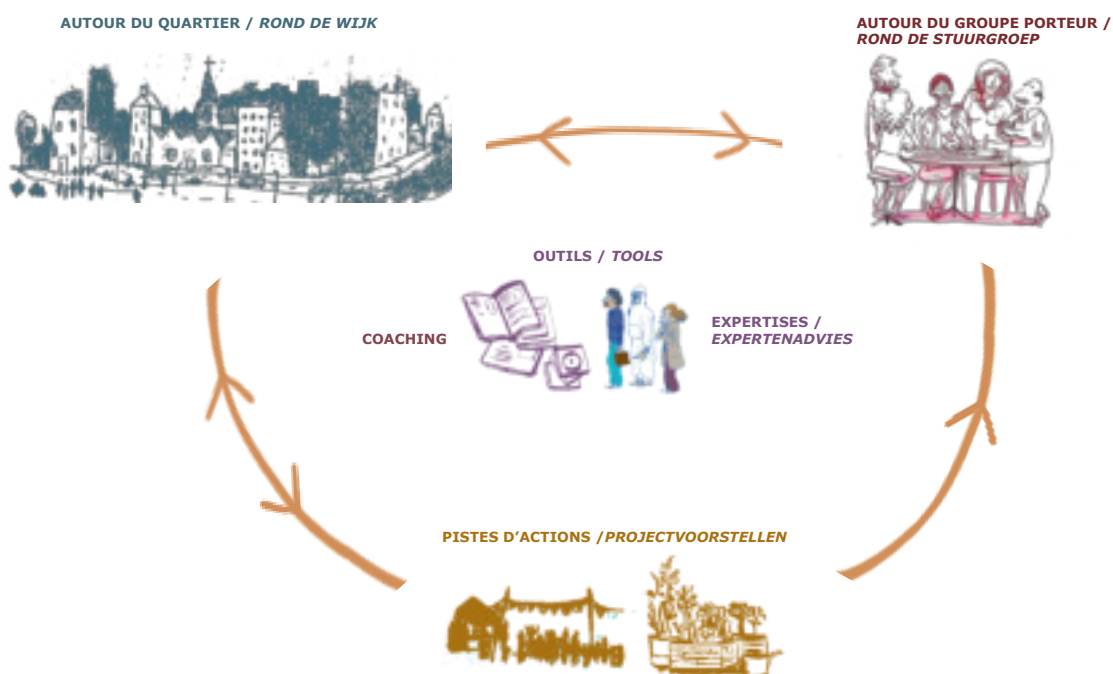 AUTOUR DU QUARTIER / ROND DE WIJK
AUTOUR DU GROUPE PORTEUR /
ROND DE STUURGROEP
OUTILS / TOOLS
COACHING
EXPERTISES /
EXPERTENADVIES
PISTES D’ACTIONS /PROJECTVOORSTELLEN